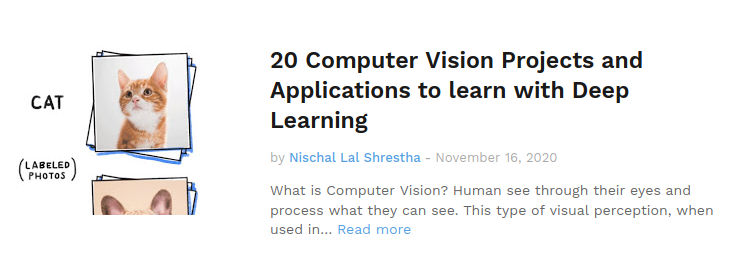 CAT
(LABELED
PHOTOS)
20 Computer Vision Projects and
Applications to learn with Deep
Learning
by Nischal Lal Shrestha - November 16, 2020
What is Computer Vision? Human see through their eyes and
process what they can see. This type of visual perception, when
used in... Read more